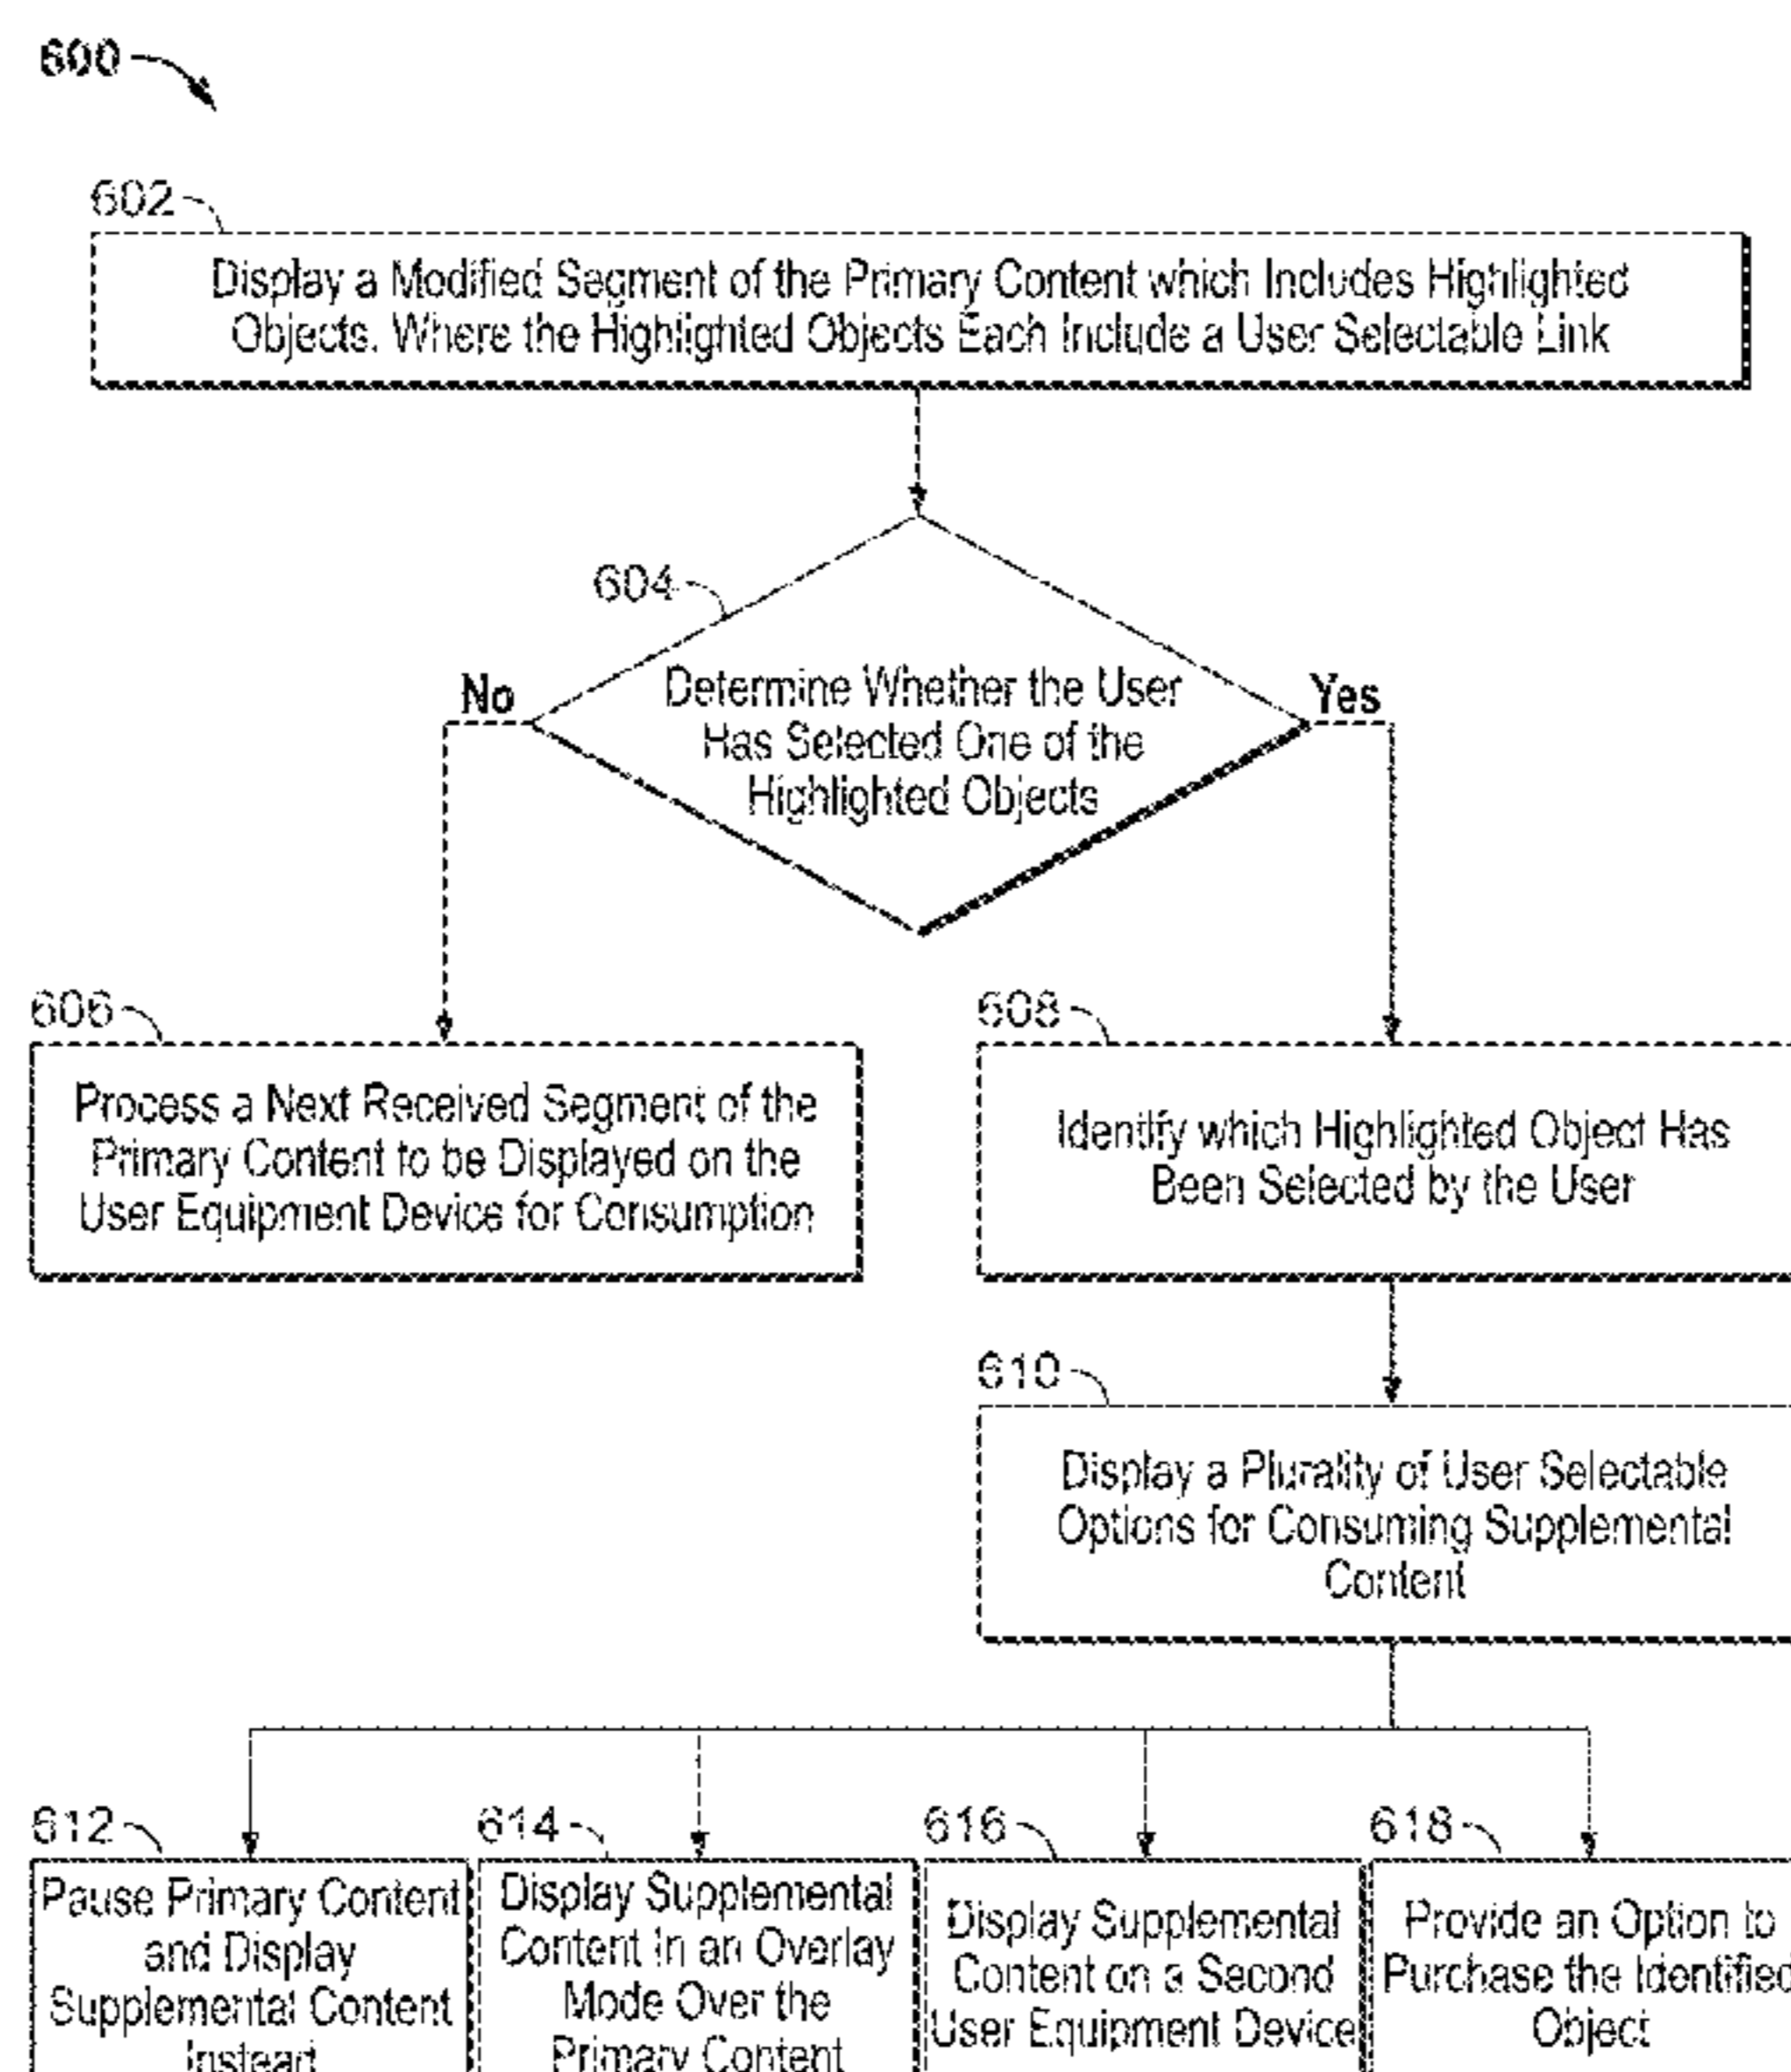 600
602
Display a Modified Segment of the Primary Content which Includes Highlighted
Objects. Where the Highlighted Objects Each Include a User Selectable Link
604
No
Yes
Determine Whether the User
Has Selected One of the
Highlighted Objects
606
Process a Next Received Segment of the
Primary Content to be Displayed on the
User Equipment Device for Consumption
608
Identify which Highlighted Object Has
Been Selected by the User
610
Display a Plurality of User Selectable
Options for Consuming Supplemental
Content
612
Pause Primary Content
and Display
Supplemental Content
Instead
614
Display Supplemental
Content In an Overlay
Mode Over the
Primary Content
616
Display Supplemental
Content on a Second
User Equipment Device
618
Provide an Option to
Purchase the Identified
Object